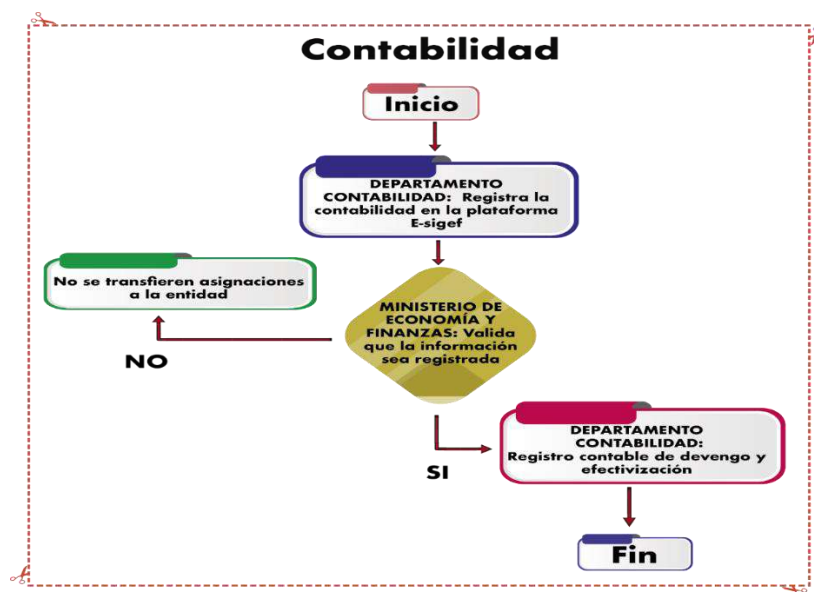 Contabilidad
Inicio
DEPARTAMENTO
CONTABILIDAD: Registra la
contabilidad en la plataforma
E-sigef
No se transfieren asignaciones
a la entidad
MINISTERIO DE
ECONOMÍA Y
FINANZAS: Valida
que la información
sea registrada
NO
SI
DEPARTAMENTO
CONTABILIDAD:
Registro contable de devengo y
efectivización
Fin